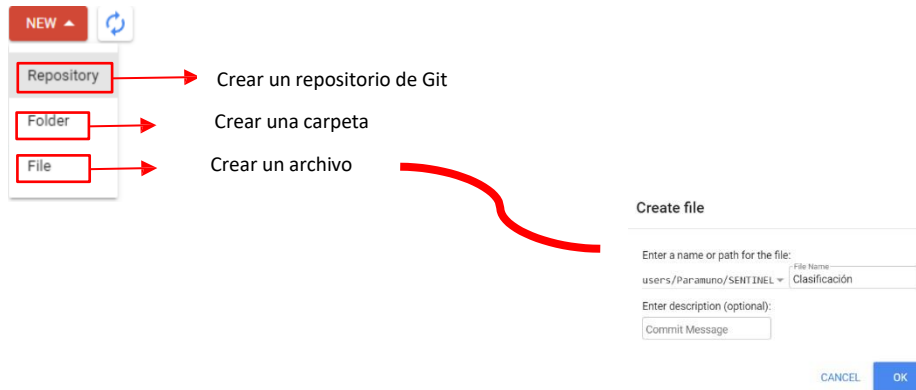 NEW
Repository
Crear un repositorio de Git
Folder
Crear una carpeta
File
Crear un archivo
Create file
Enter a name or path for the file:
File Name
users/Paramuno/SENTINEL
Clasificación
Enter description (optional):
Commit Message
CANCEL
OK